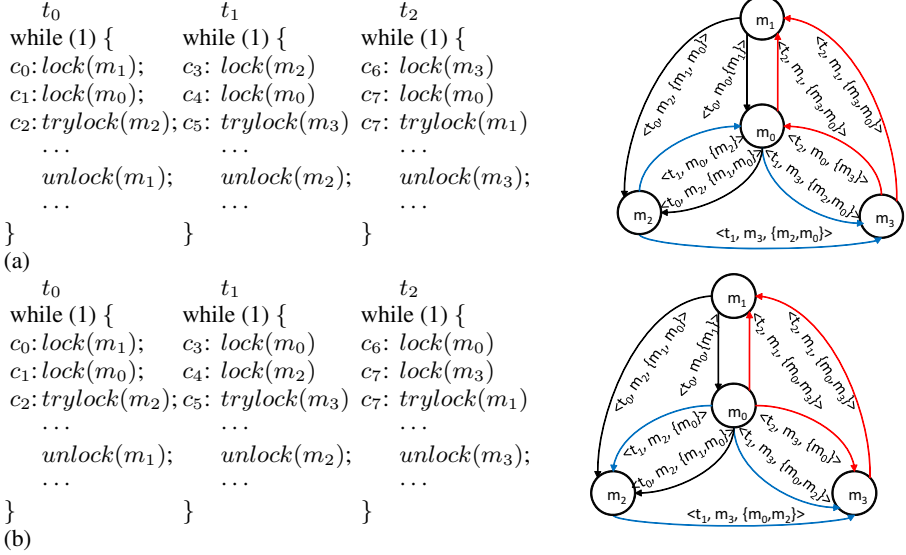 t0 t1 t2
while (1) { while (1) { while (1) {
c0: lock(m1); c3: lock(m2) c6: lock(m3)
c1: lock(m0); c4: lock(m0) c7: lock(m0)
c2: trylock(m2); c5: trylock(m3) c7: trylock(m1)
... ... ...
unlock(m1); unlock(m2); unlock(m3);
... ... ...
} } }
(a)
m1
<t0, m2, {m1, m0}>
<t0, m0, {m1}>
<t2, m1, {m3,m0}>
<t2, m1, {m3,m0}>
m0
<t1, m0, {m2}>
<t0, m2, {m1,m0}>
<t2, m0, {m3}>
<t1, m3, {m2,m0}>
m2
m3
<t1, m3, {m2,m0}>
t0 t1 t2
while (1) { while (1) { while (1) {
c0: lock(m1); c3: lock(m0) c6: lock(m0)
c1: lock(m0); c4: lock(m2) c7: lock(m3)
c2: trylock(m2); c5: trylock(m3) c7: trylock(m1)
... ... ...
unlock(m1); unlock(m2); unlock(m3);
... ... ...
} } }
(b)
m1
<t0, m2, {m1, m0}>
<t0, m0, {m1}>
<t2, m1, {m0,m3}>
<t2, m1, {m0,m3}>
m0
<t1, m2, {m0}>
<t0, m2, {m1,m0}>
<t2, m3, {m0}>
<t1, m3, {m0,m2}>
m2
m3
<t1, m3, {m0,m2}>